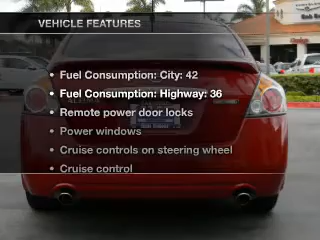 VEHICLE FEATURES
• Fuel Consumption: City: 42
• Fuel Consumption: Highway: 36
• Remote power door locks
• Power windows
• Cruise controls on steering wheel
• Cruise control